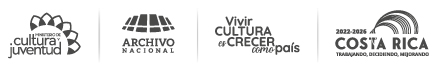 MINISTERIO DE
cultura y
juventud
ARCHIVO
NACIONAL
Vivir
CULTURA
es CRECER
como país
2022-2026
COSTA RICA
TRABAJANDO, DECIDIENDO, MEJORANDO